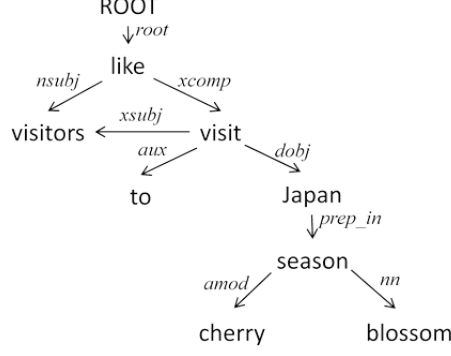 ROOT
root
like
nsubj xcomp
xsubj
visitors visit
aux dobj
to Japan
prep_in
season
amod nn
cherry blossom